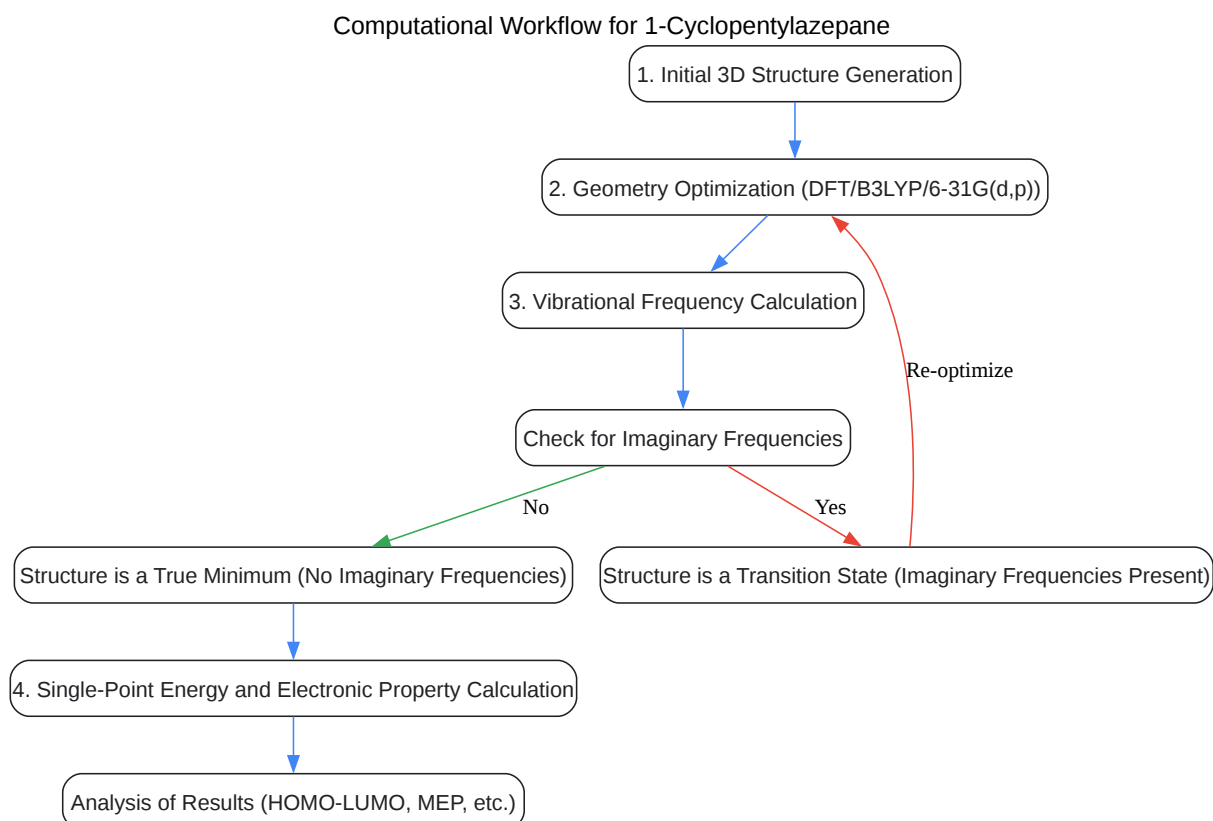 Computational Workflow for 1-Cyclopentylazepane
1. Initial 3D Structure Generation
2. Geometry Optimization (DFT/B3LYP/6-31G(d,p))
3. Vibrational Frequency Calculation
Re-optimize
Check for Imaginary Frequencies
No
Yes
Structure is a True Minimum (No Imaginary Frequencies)
Structure is a Transition State (Imaginary Frequencies Present)
4. Single-Point Energy and Electronic Property Calculation
Analysis of Results (HOMO-LUMO, MEP, etc.)